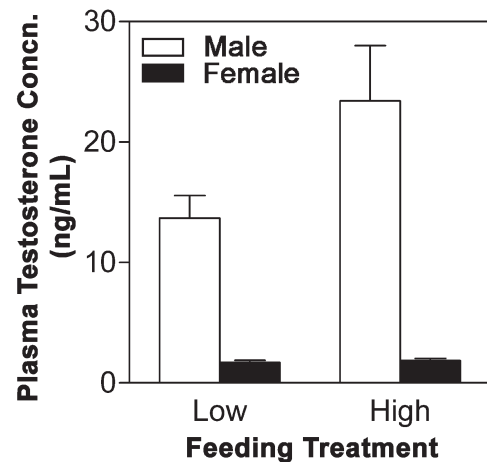 Plasma Testosterone Concn.
(ng/mL)
30
20
10
0
Male
Female
Low
High
Feeding Treatment